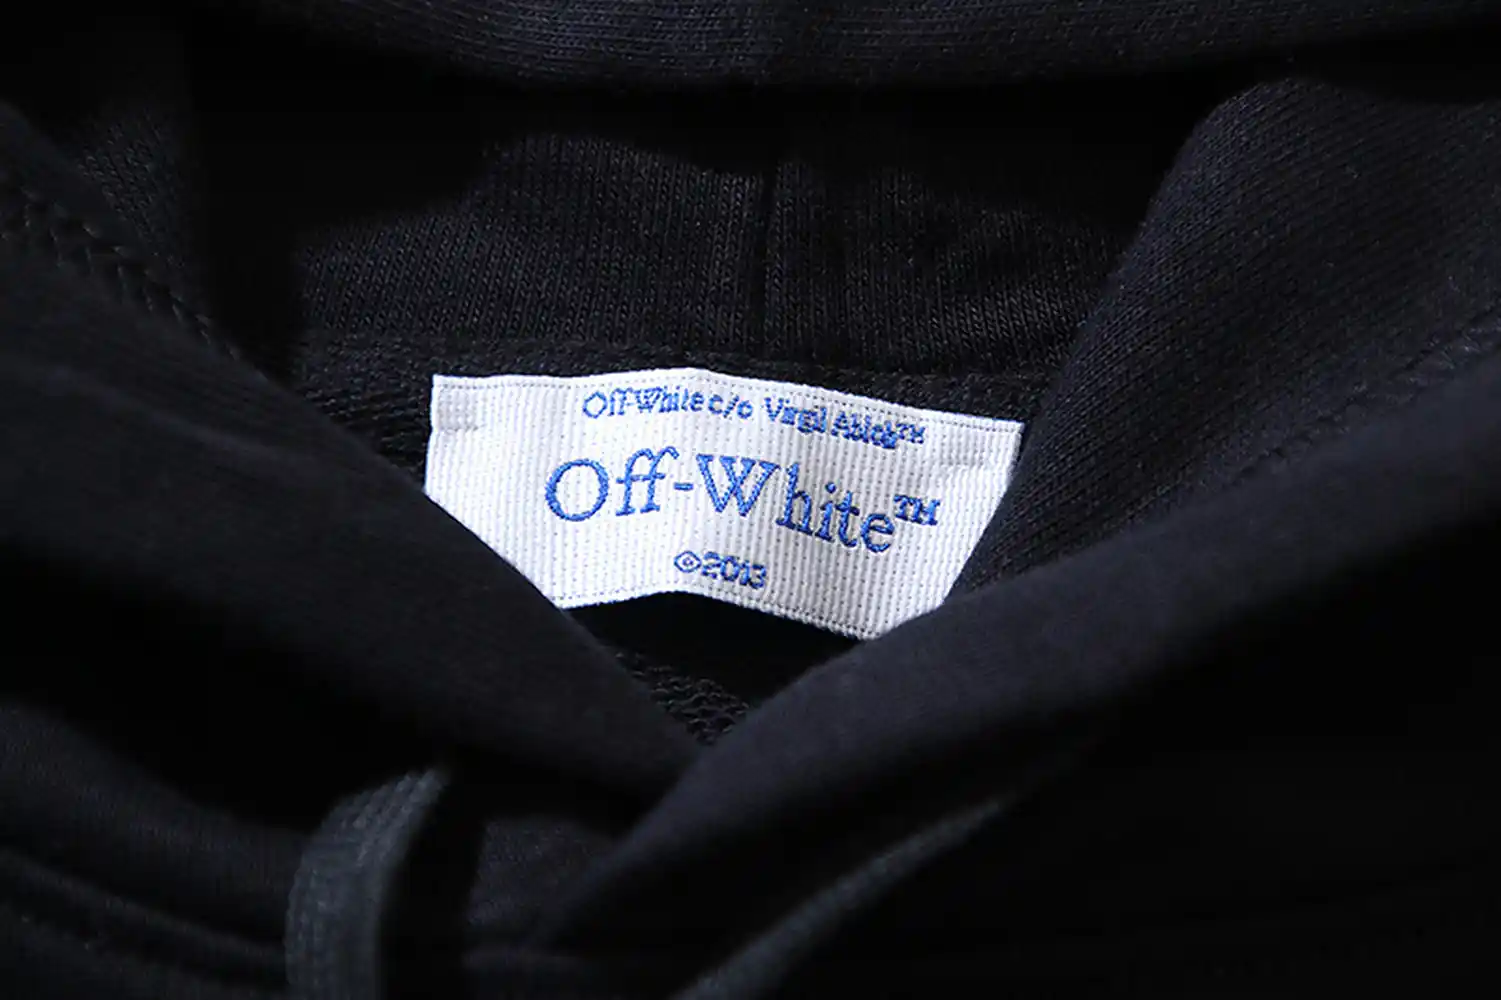 Off-White c/o Virgil Abloh™
Off-White™
©2013